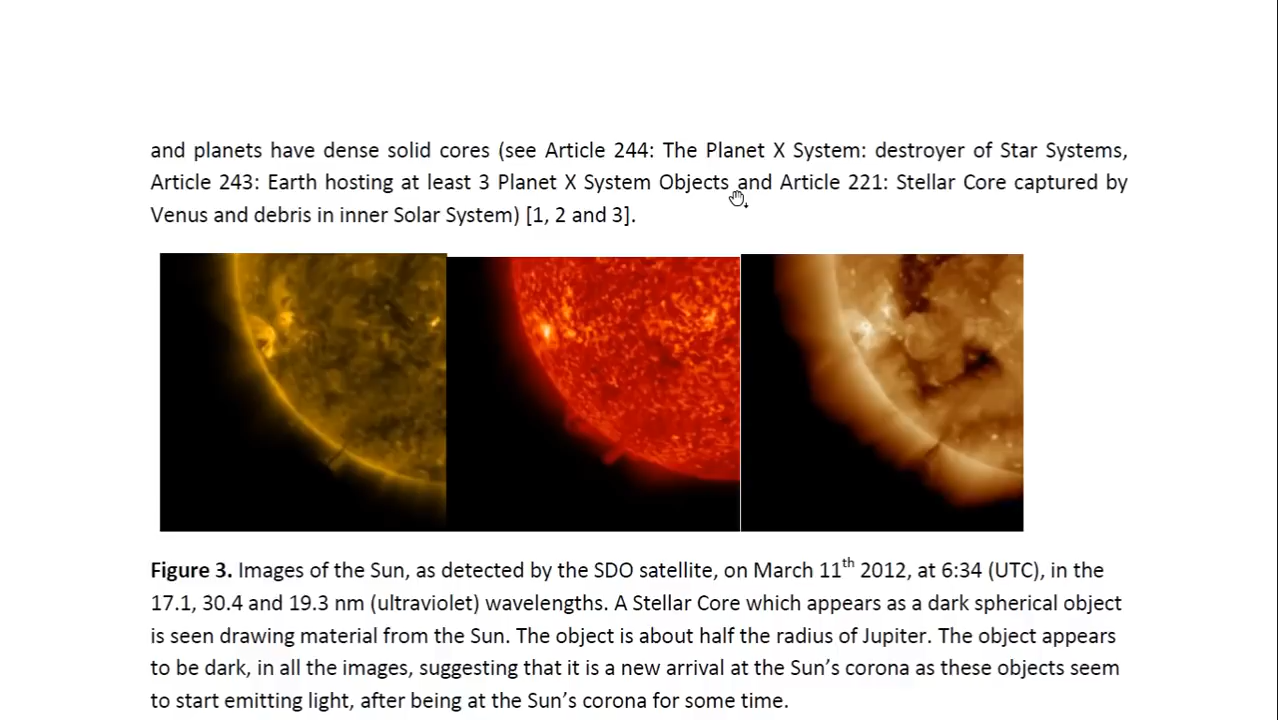 and planets have dense solid cores (see Article 244: The Planet X System: destroyer of Star Systems,
Article 243: Earth hosting at least 3 Planet X System Objects and Article 221: Stellar Core captured by
Venus and debris in inner Solar System) [1, 2 and 3].
Figure 3. Images of the Sun, as detected by the SDO satellite, on March 11th 2012, at 6:34 (UTC), in the
17.1, 30.4 and 19.3 nm (ultraviolet) wavelengths. A Stellar Core which appears as a dark spherical object
is seen drawing material from the Sun. The object is about half the radius of Jupiter. The object appears
to be dark, in all the images, suggesting that it is a new arrival at the Sun’s corona as these objects seem
to start emitting light, after being at the Sun’s corona for some time.